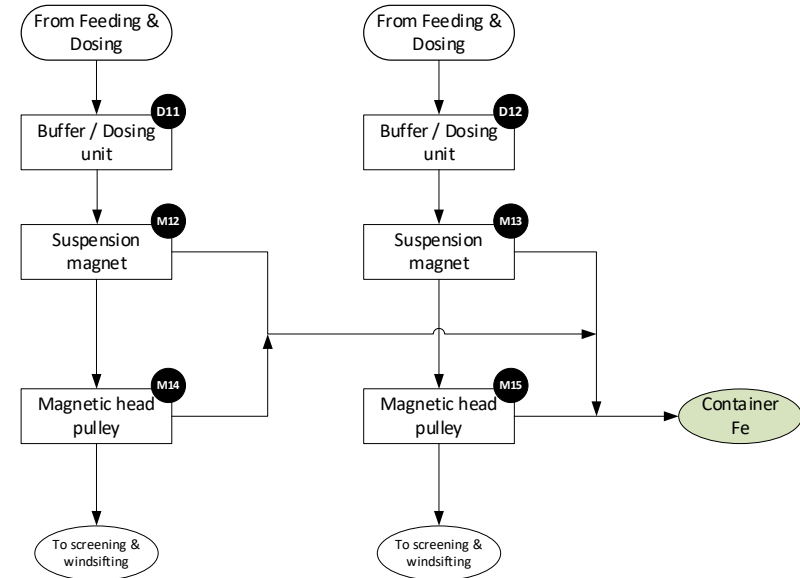 From Feeding &
Dosing
From Feeding &
Dosing
D11
D12
Buffer / Dosing
unit
Buffer / Dosing
unit
M12
M13
Suspension
magnet
Suspension
magnet
M14
M15
Magnetic head
pulley
Magnetic head
pulley
Container
Fe
To screening &
windsifting
To screening &
windsifting